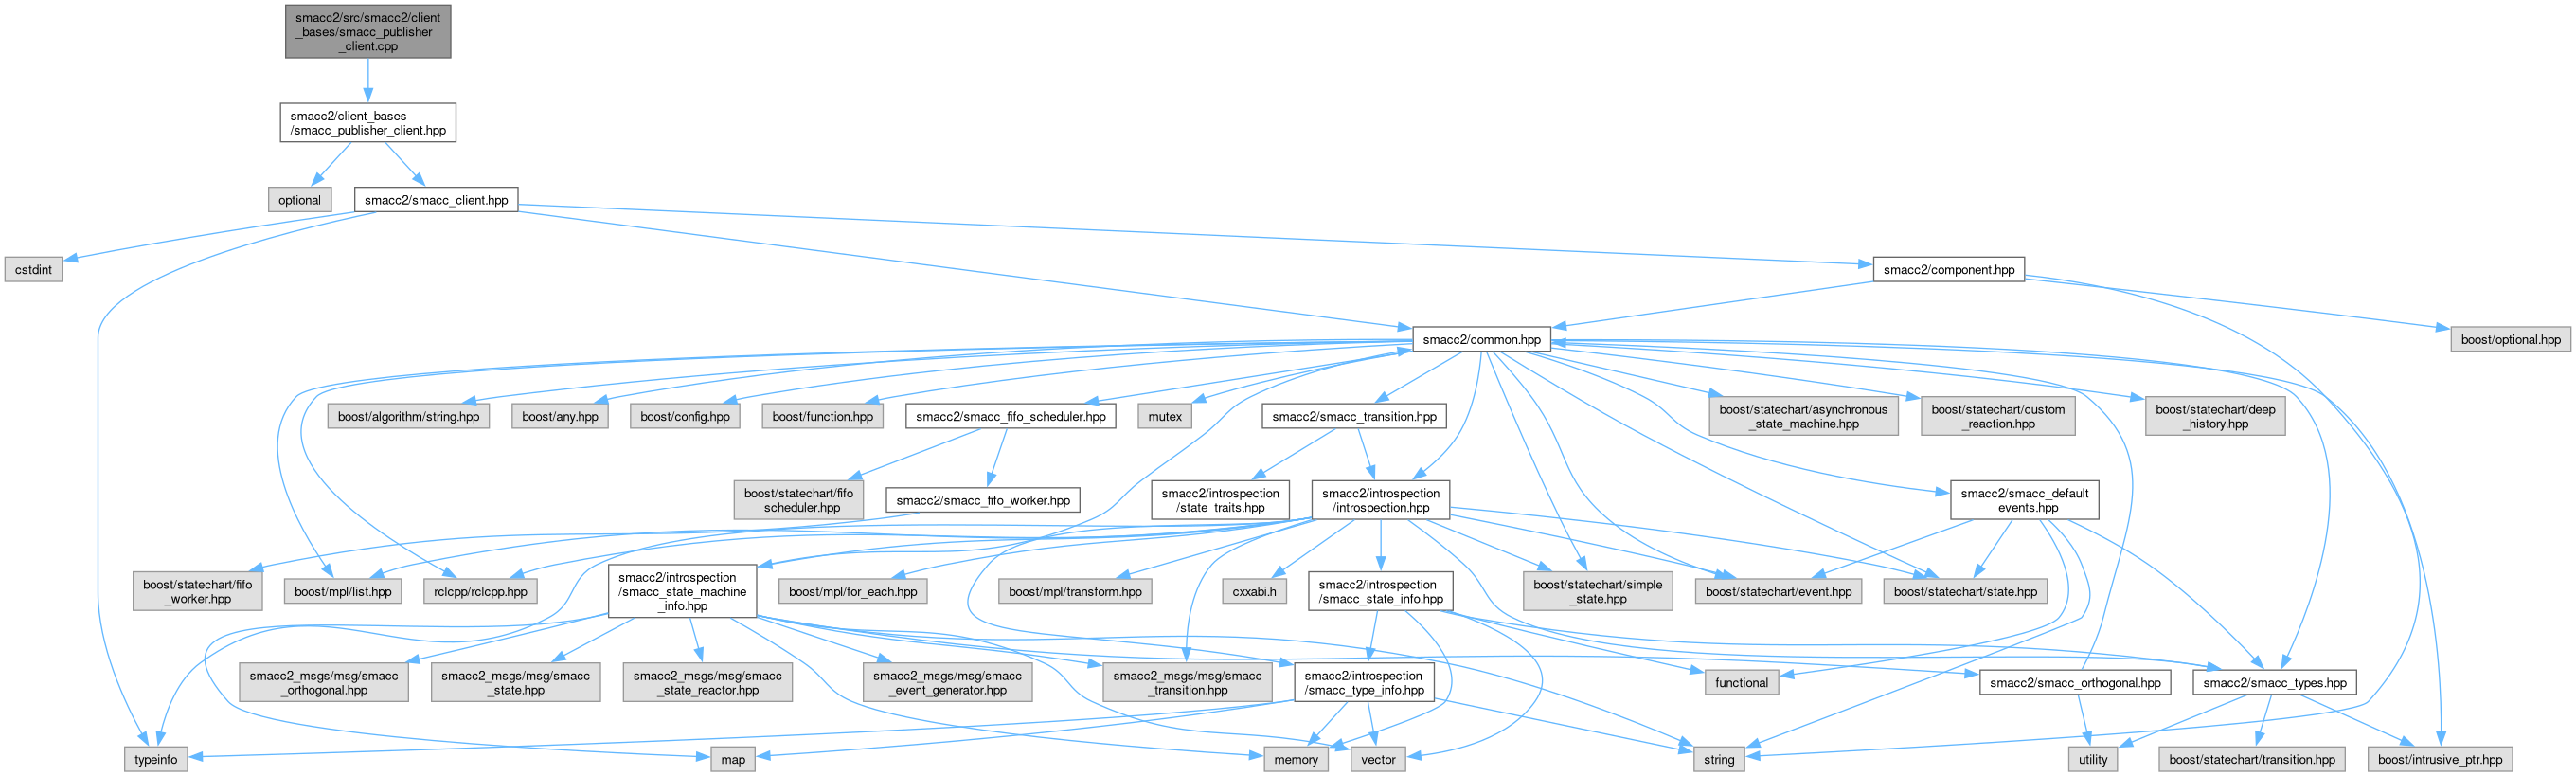 smacc2/src/smacc2/client
_bases/smacc_publisher
_client.cpp
smacc2/client_bases
/smacc_publisher_client.hpp
optional
smacc2/smacc_client.hpp
cstdint
smacc2/component.hpp
smacc2/common.hpp
boost/optional.hpp
boost/algorithm/string.hpp
boost/any.hpp
boost/config.hpp
boost/function.hpp
smacc2/smacc_fifo_scheduler.hpp
mutex
smacc2/smacc_transition.hpp
boost/statechart/asynchronous
_state_machine.hpp
boost/statechart/custom
_reaction.hpp
boost/statechart/deep
_history.hpp
boost/statechart/fifo
_scheduler.hpp
smacc2/smacc_fifo_worker.hpp
smacc2/introspection
/state_traits.hpp
smacc2/introspection
/introspection.hpp
smacc2/smacc_default
_events.hpp
boost/statechart/fifo
_worker.hpp
boost/mpl/list.hpp
rclcpp/rclcpp.hpp
smacc2/introspection
/smacc_state_machine
_info.hpp
boost/mpl/for_each.hpp
boost/mpl/transform.hpp
cxxabi.h
smacc2/introspection
/smacc_state_info.hpp
boost/statechart/simple
_state.hpp
boost/statechart/event.hpp
boost/statechart/state.hpp
smacc2_msgs/msg/smacc
_orthogonal.hpp
smacc2_msgs/msg/smacc
_state.hpp
smacc2_msgs/msg/smacc
_state_reactor.hpp
smacc2_msgs/msg/smacc
_event_generator.hpp
smacc2_msgs/msg/smacc
_transition.hpp
smacc2/introspection
/smacc_type_info.hpp
functional
smacc2/smacc_orthogonal.hpp
smacc2/smacc_types.hpp
typeinfo
map
memory
vector
string
utility
boost/statechart/transition.hpp
boost/intrusive_ptr.hpp